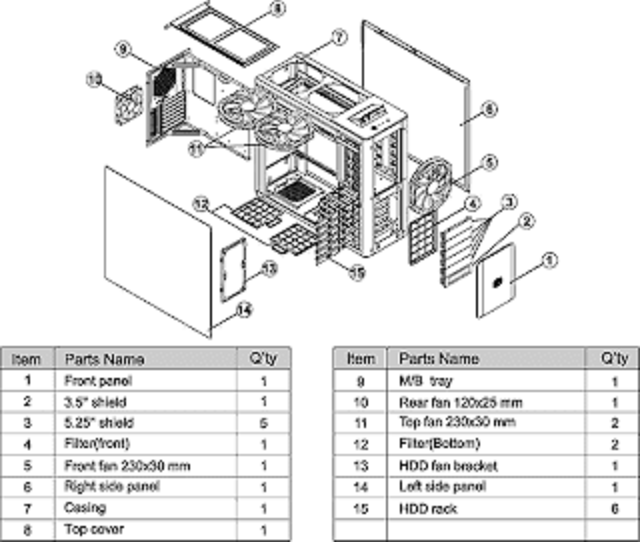 8
7
9
10
6
11
5
12
4
3
2
13
15
1
14
Item Parts Name Q'ty
1 Front panel 1
2 3.5" shield 1
3 5.25" shield 5
4 Filter(front) 1
5 Front fan 230x30 mm 1
6 Right side panel 1
7 Casing 1
8 Top cover 1
Item Parts Name Q'ty
9 M/B tray 1
10 Rear fan 120x25 mm 1
11 Top fan 230x30 mm 2
12 Filter(Bottom) 2
13 HDD fan bracket 1
14 Left side panel 1
15 HDD rack 6